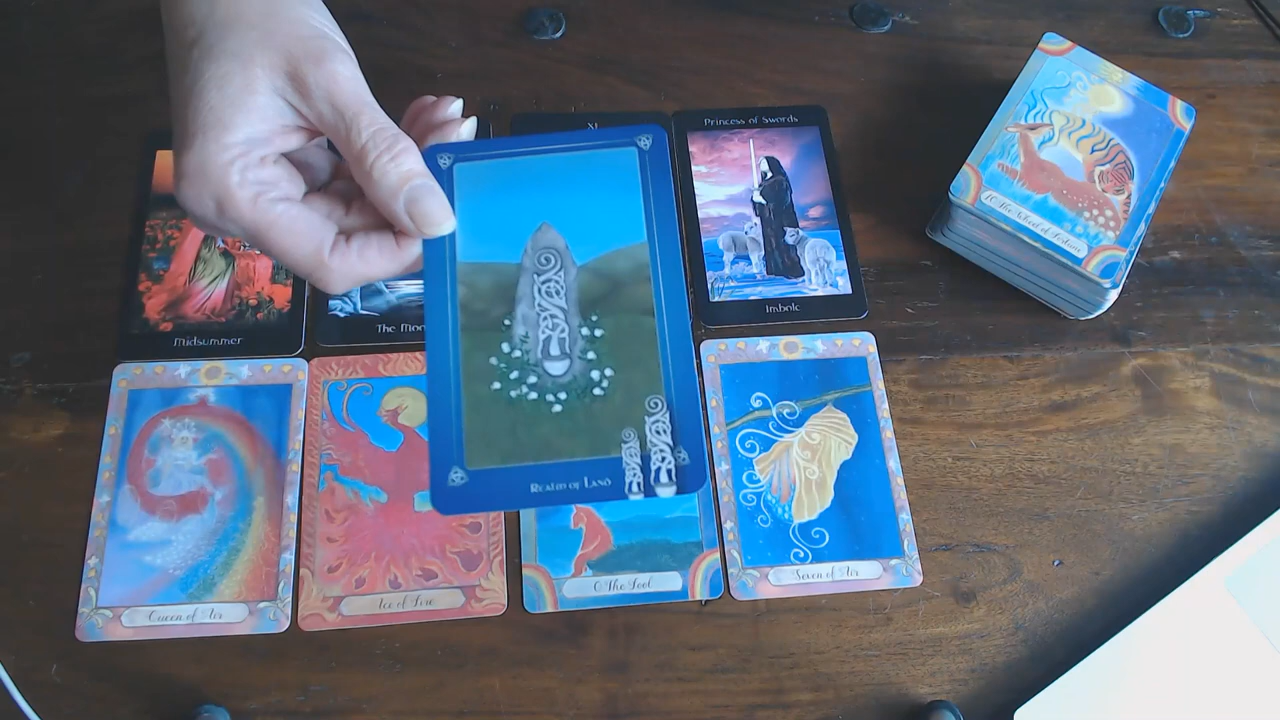 XI
Princess of Swords
Midsummer
The Moo
Imbolc
Realm of Land
10 The Wheel of Fortune
Queen of Air
Ace of Fire
0 The Fool
Seven of Air